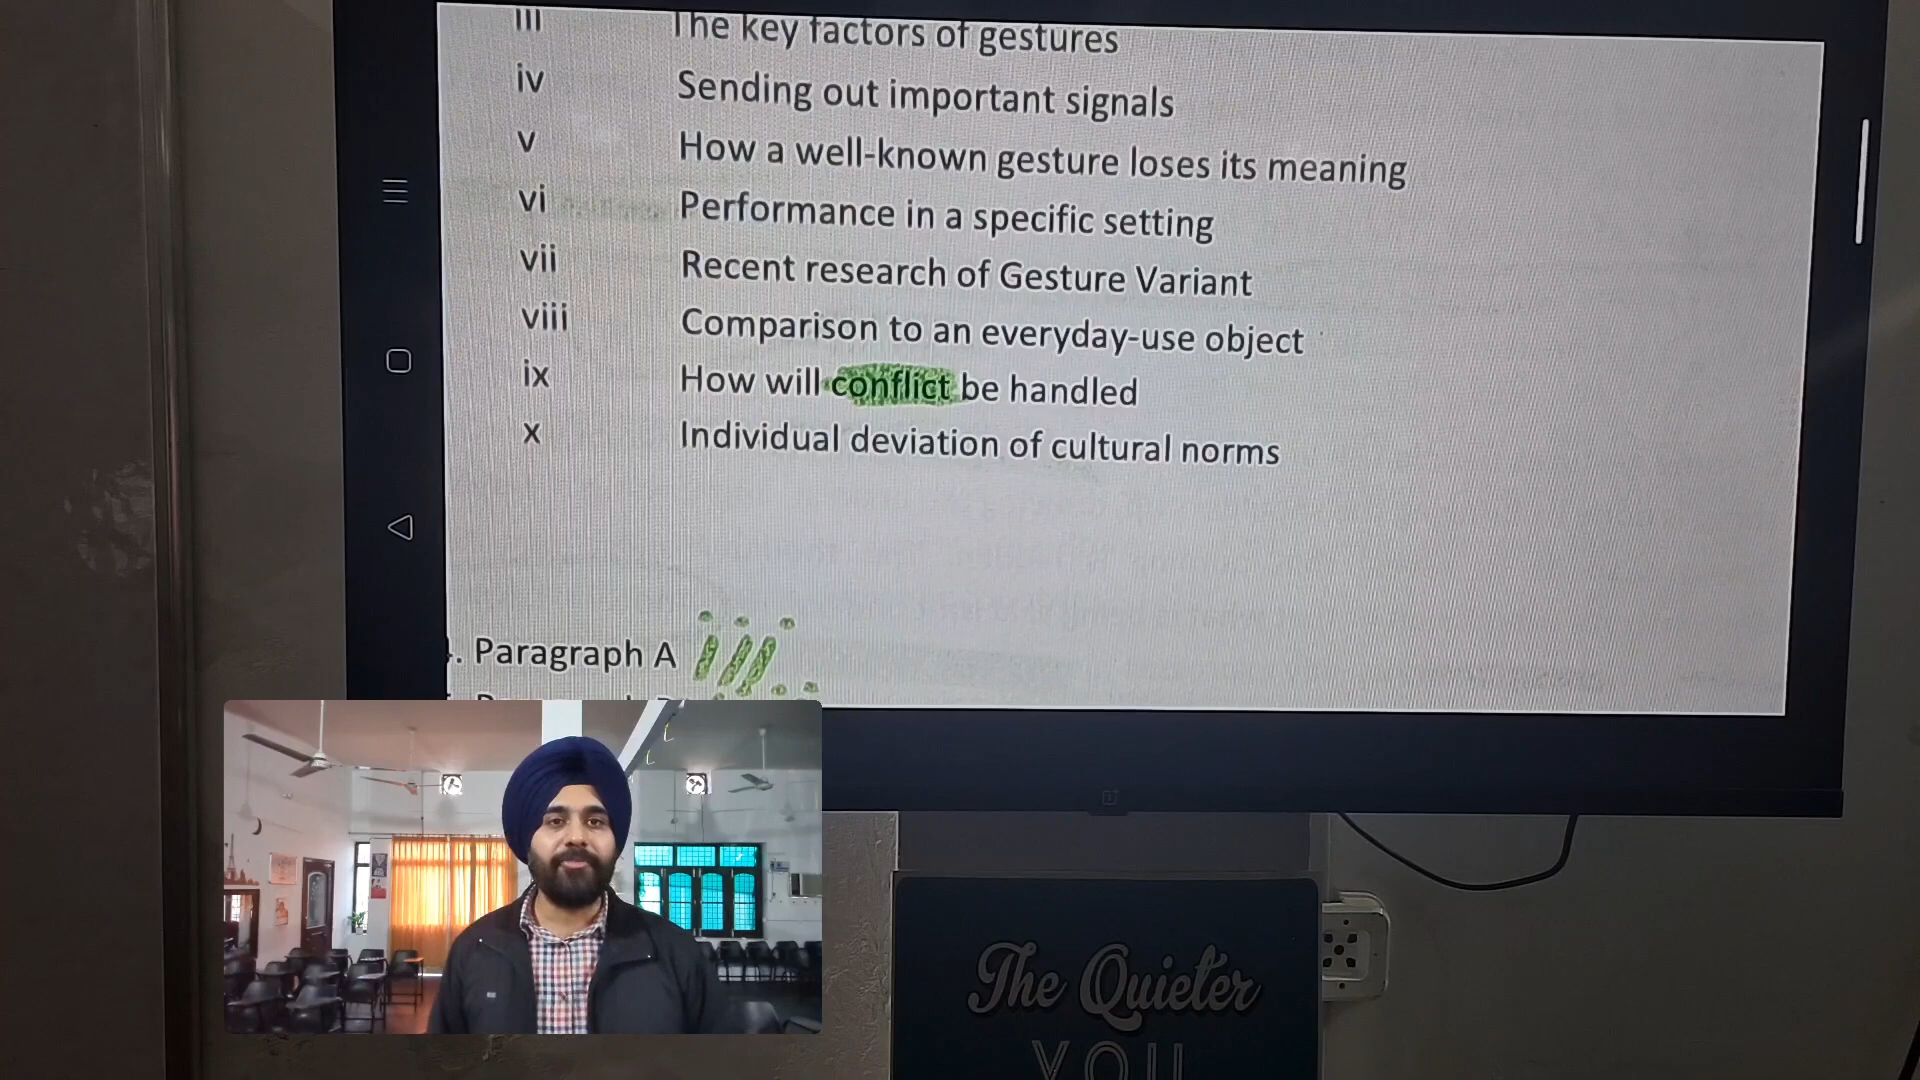 iii The key factors of gestures
iv Sending out important signals
v How a well-known gesture loses its meaning
vi Performance in a specific setting
vii Recent research of Gesture Variant
viii Comparison to an everyday-use object
ix How will conflict be handled
x Individual deviation of cultural norms
. Paragraph A iii.
The Quieter
YOU